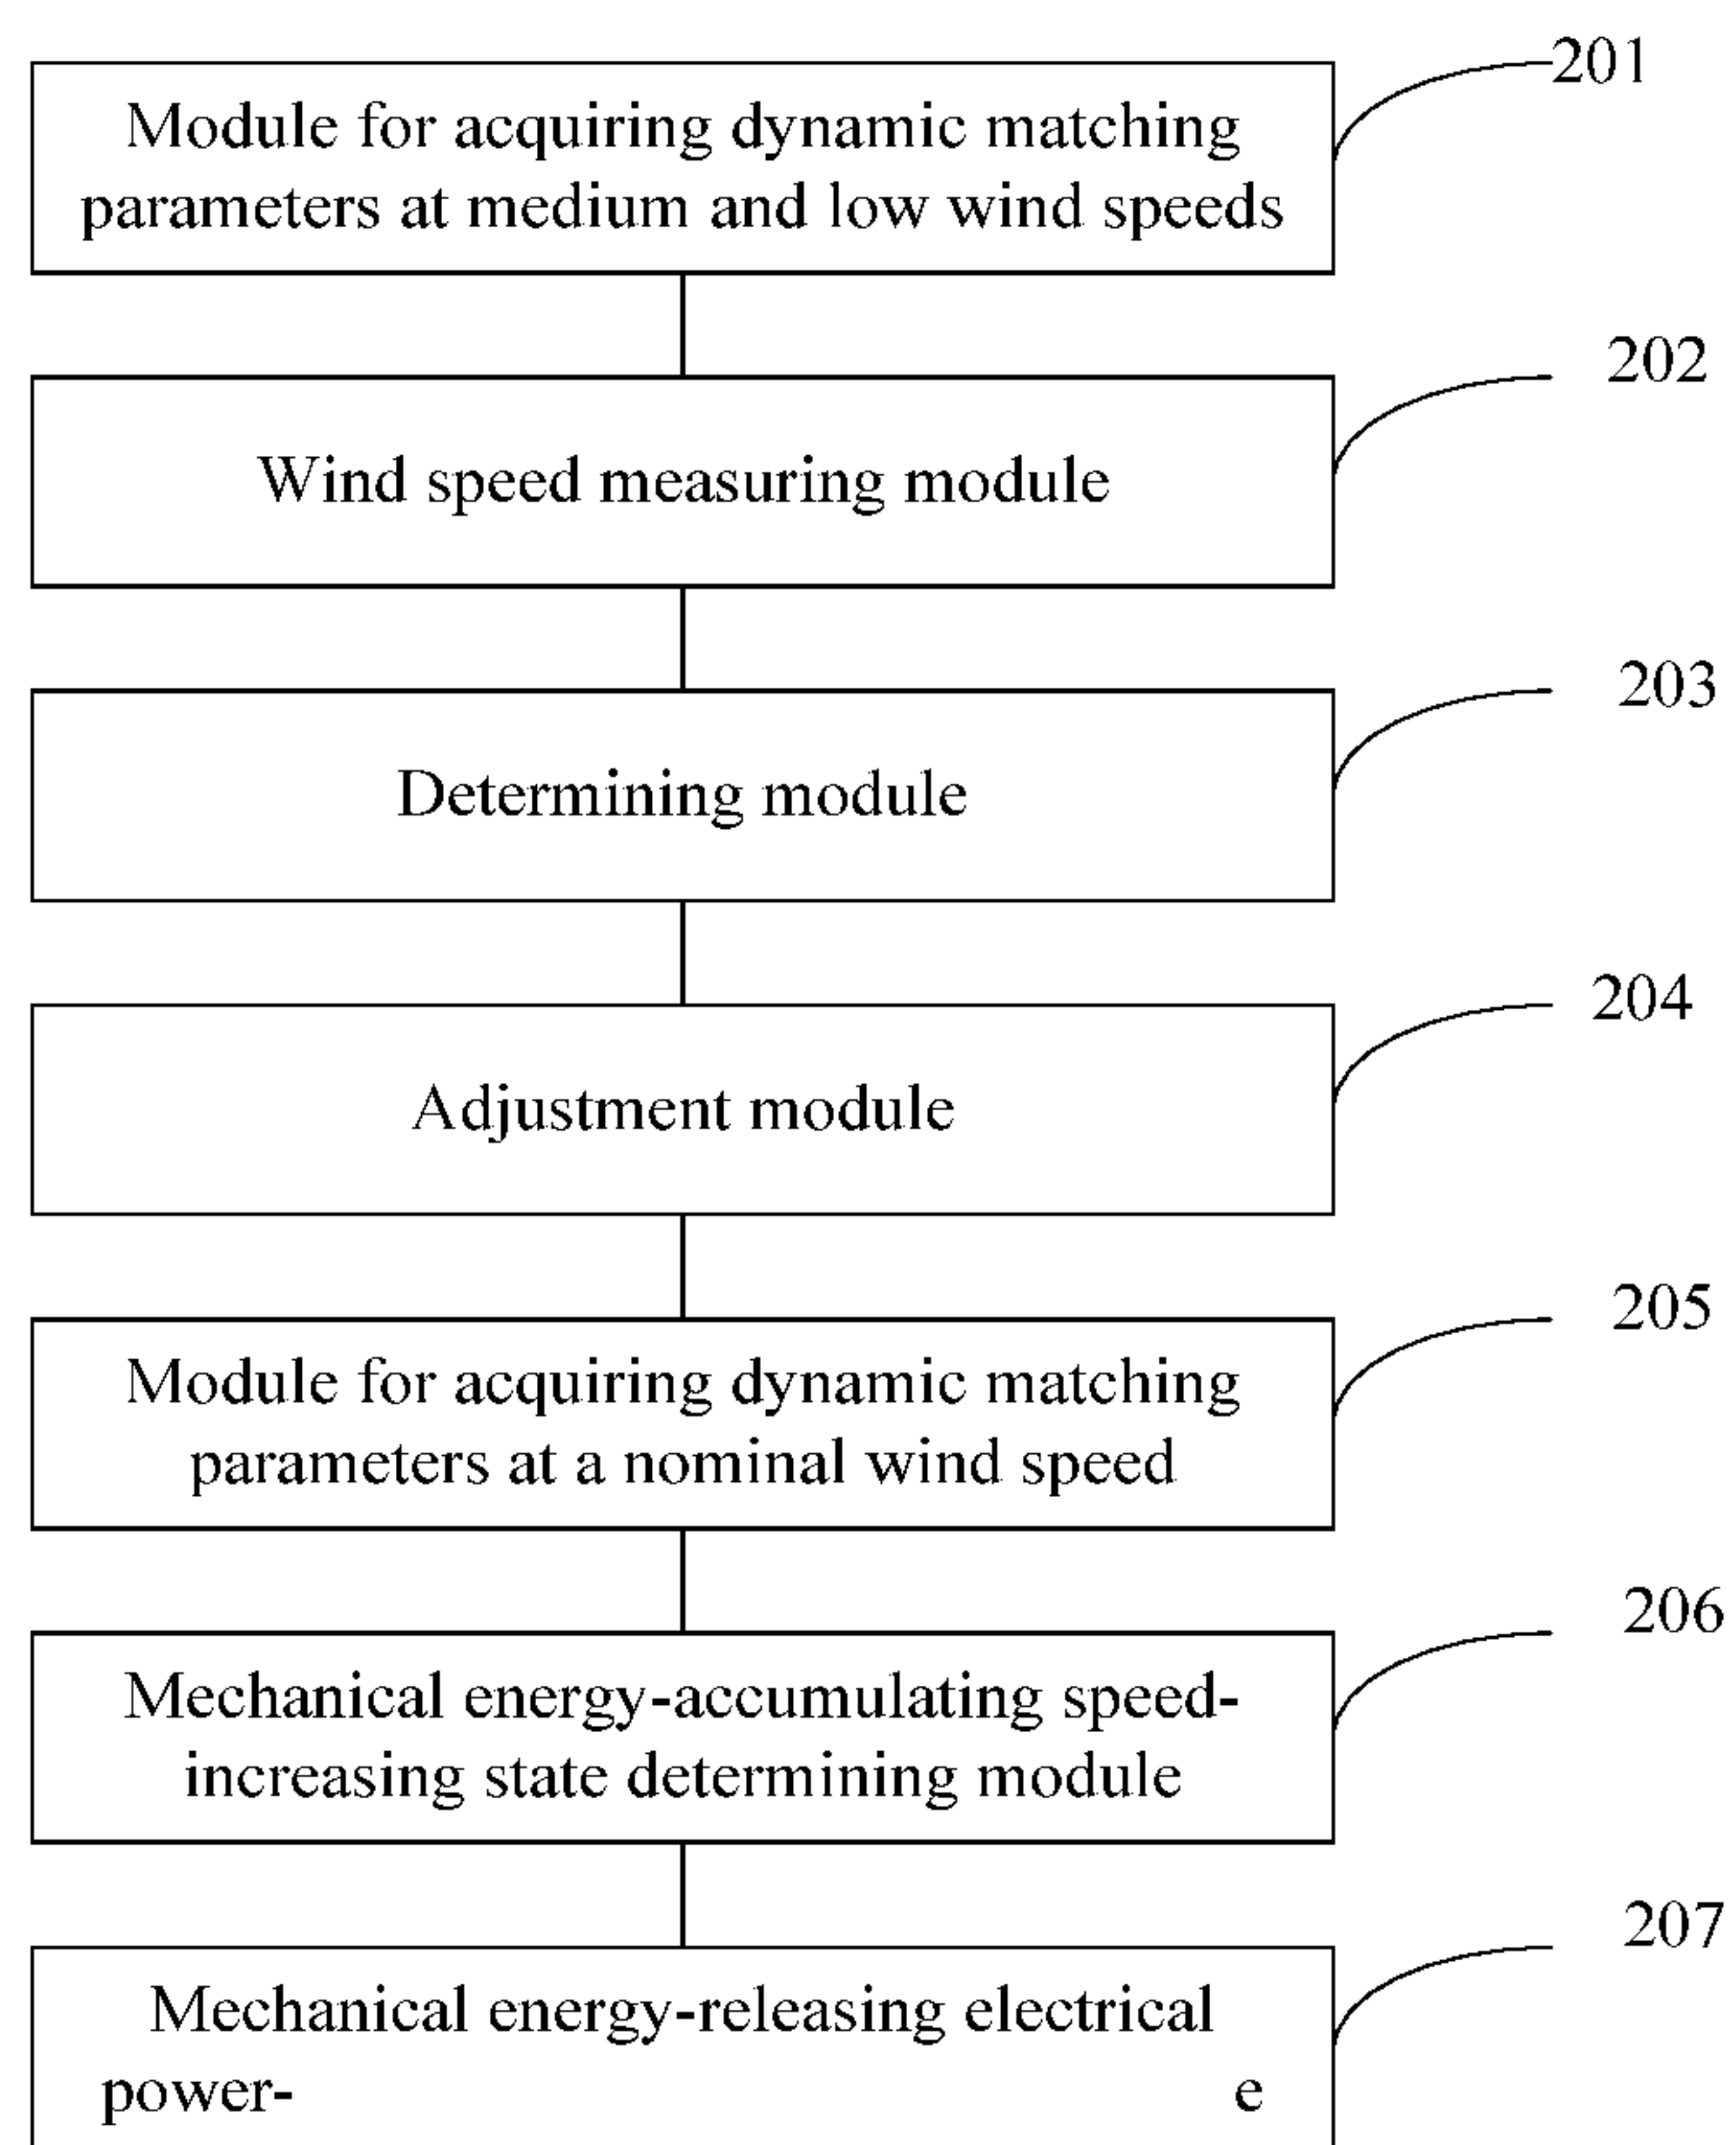 201
Module for acquiring dynamic matching
parameters at medium and low wind speeds
202
Wind speed measuring module
203
Determining module
204
Adjustment module
205
Module for acquiring dynamic matching
parameters at a nominal wind speed
206
Mechanical energy-accumulating speed-
increasing state determining module
207
Mechanical energy-releasing electrical
power- e